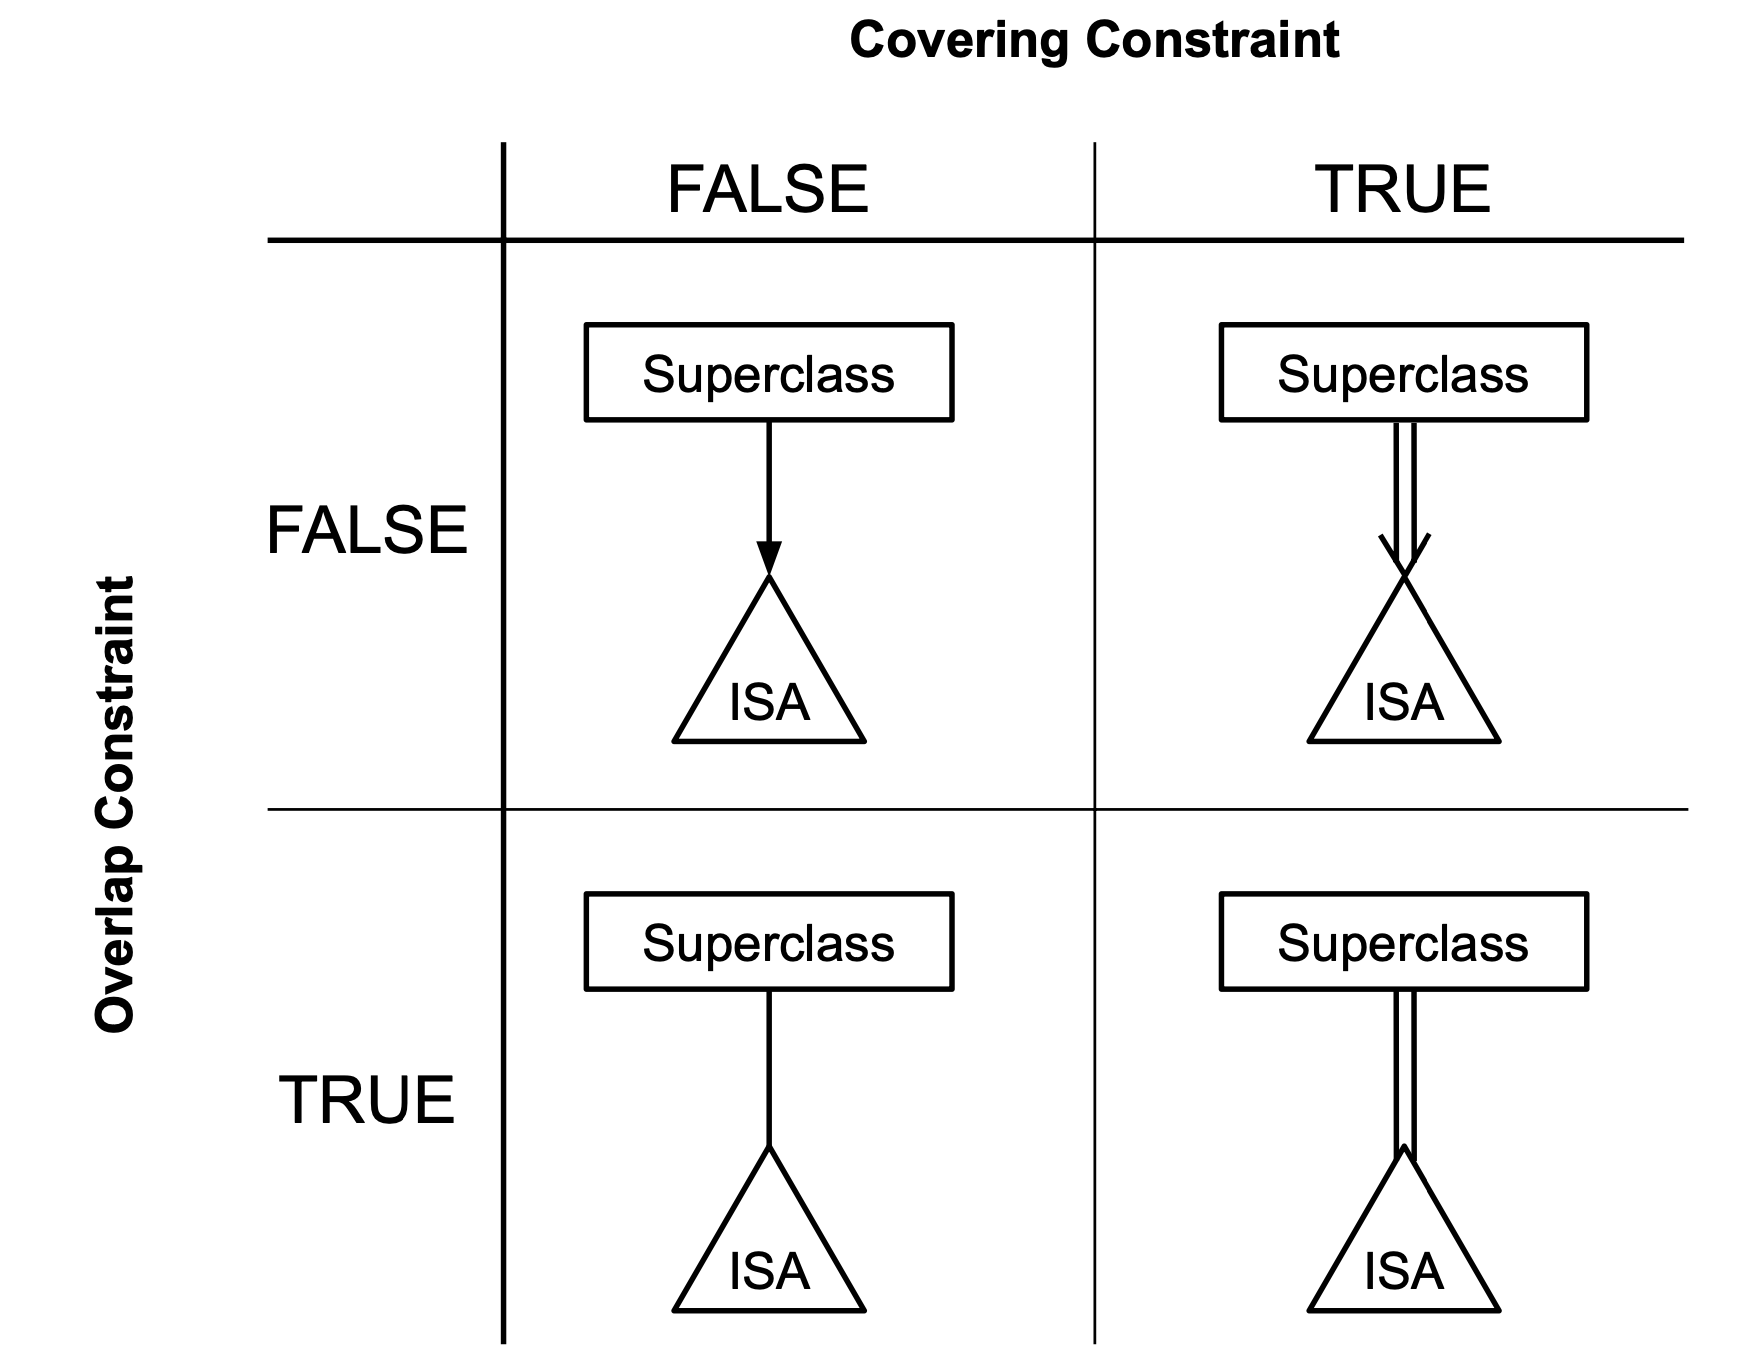 Covering Constraint
FALSE
TRUE
Overlap Constraint
FALSE
Superclass
ISA
Superclass
ISA
TRUE
Superclass
ISA
Superclass
ISA